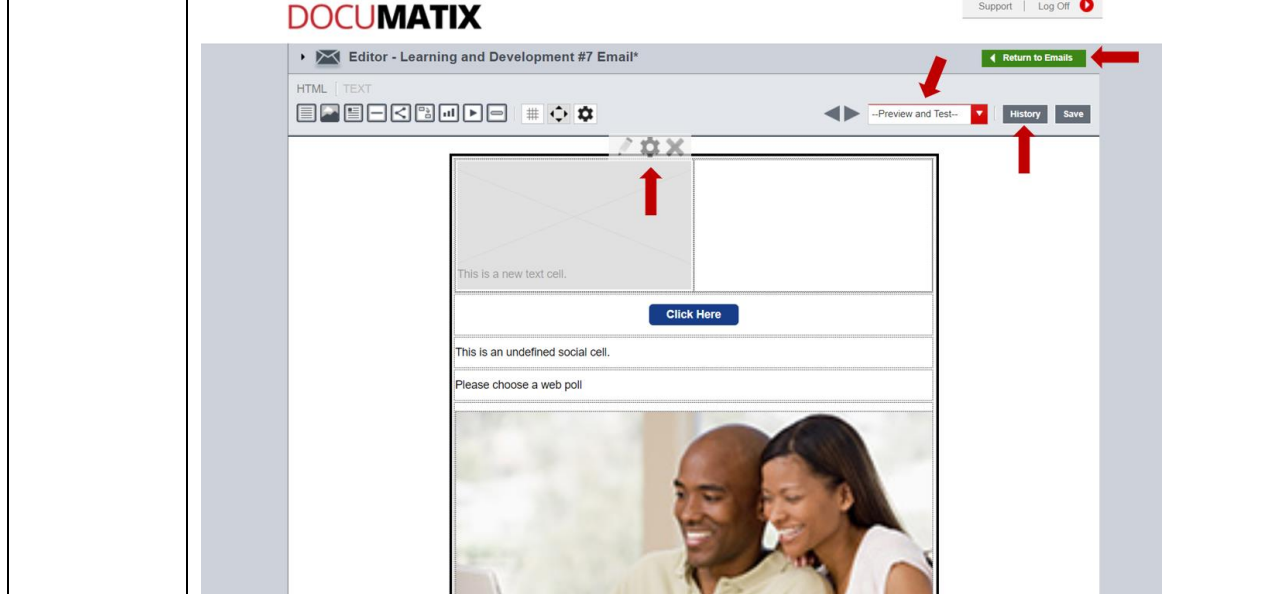 Support | Log Off
DOCUMATIX
Editor - Learning and Development #7 Email*
Return to Emails
HTML | TEXT
--Preview and Test--
History
Save
This is a new text cell.
Click Here
This is an undefined social cell.
Please choose a web poll